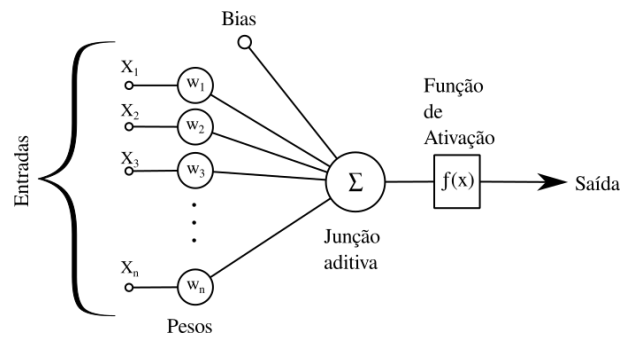 Bias
Entradas
X1
w1
X2
w2
X3
w3
Xn
wn
Pesos
Σ
Junção
aditiva
Função
de
Ativação
f(x)
Saída